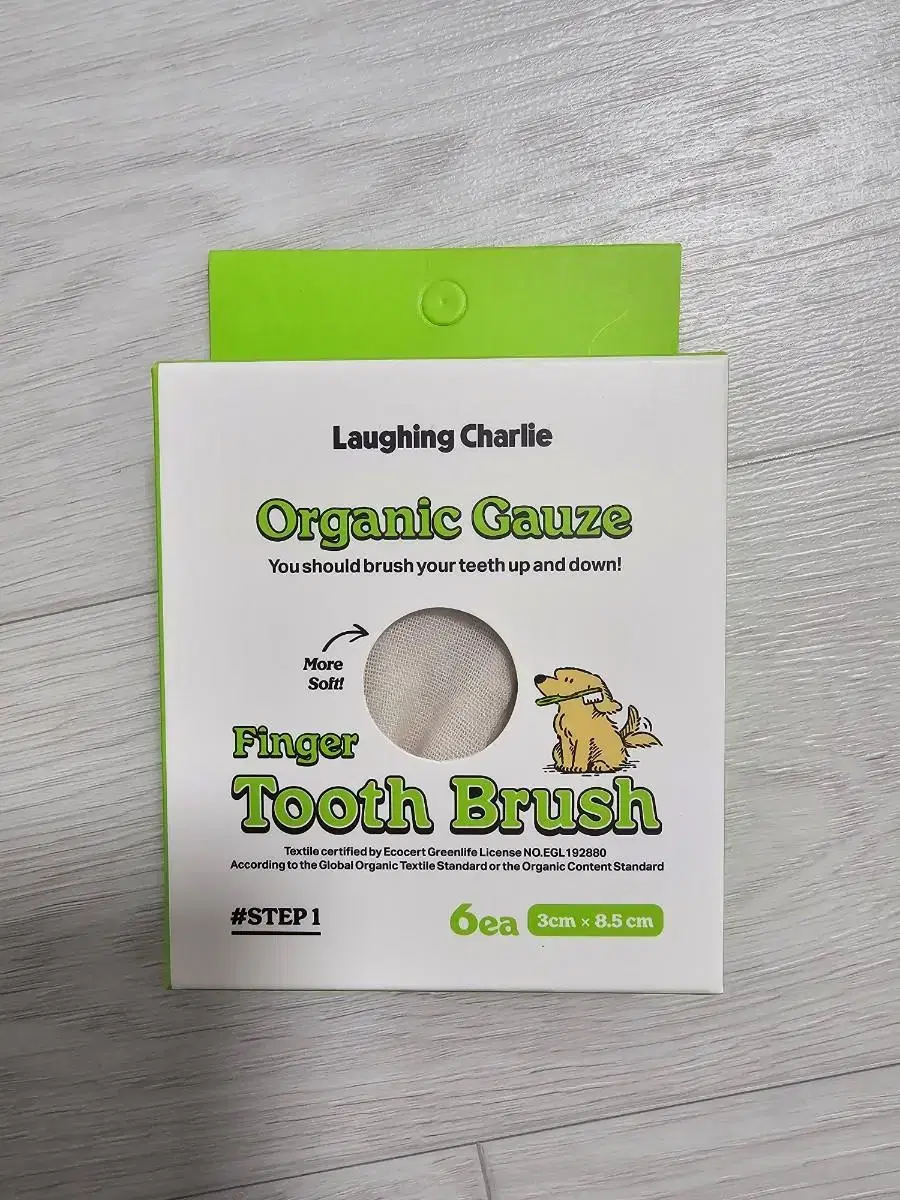 Laughing Charlie
Organic Gauze
You should brush your teeth up and down!
More
Soft!
Finger
Tooth Brush
Textile certified by Ecocert Greenlife License NO.EGL192880
According to the Global Organic Textile Standard or the Organic Content Standard
#STEP 1
6ea 3cm × 8.5 cm